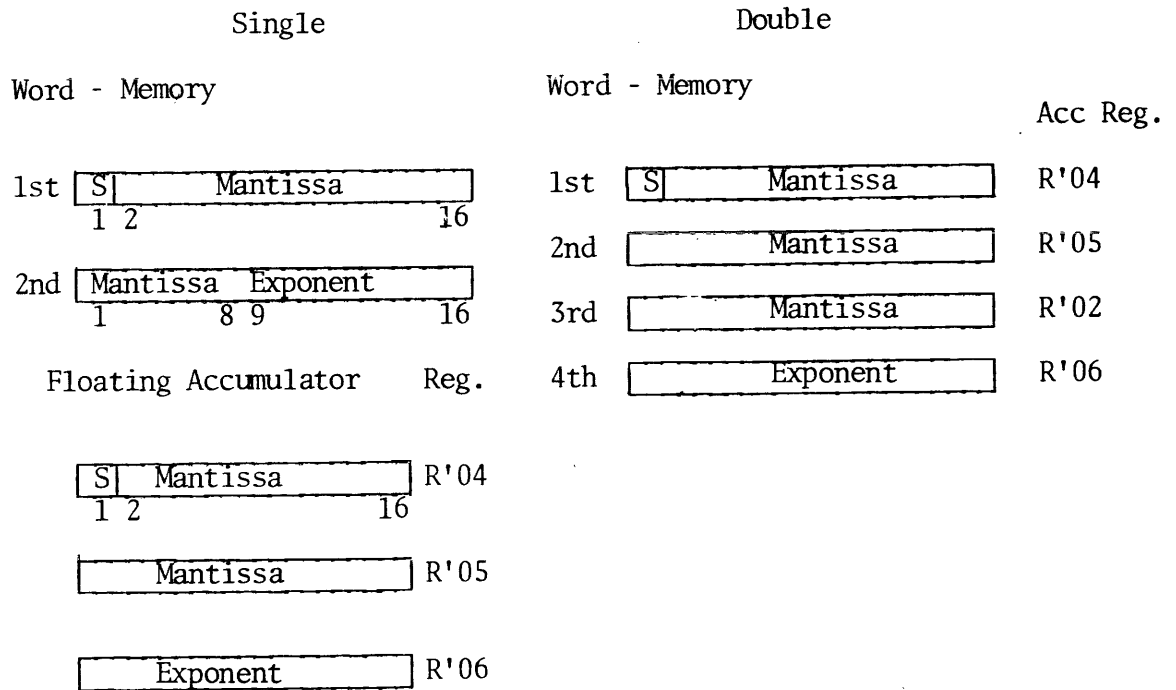 Single
Word - Memory
1st S Mantissa
1 2 16
2nd Mantissa Exponent
1 8 9 16
Floating Accumulator Reg.
S Mantissa R'04
1 2 16
Mantissa R'05
Exponent R'06
Double
Word - Memory
Acc Reg.
1st S Mantissa R'04
2nd Mantissa R'05
3rd Mantissa R'02
4th Exponent R'06